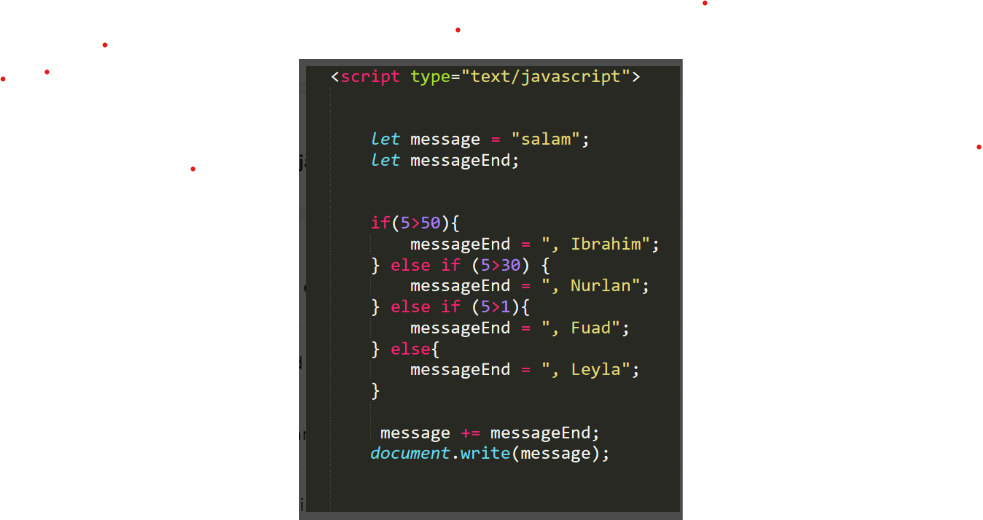 <script type="text/javascript">
let message = "salam";
let messageEnd;
if(5>50){
messageEnd = ", Ibrahim";
} else if (5>30) {
messageEnd = ", Nurlan";
} else if (5>1){
messageEnd = ", Fuad";
} else{
messageEnd = ", Leyla";
}
message += messageEnd;
document.write(message);